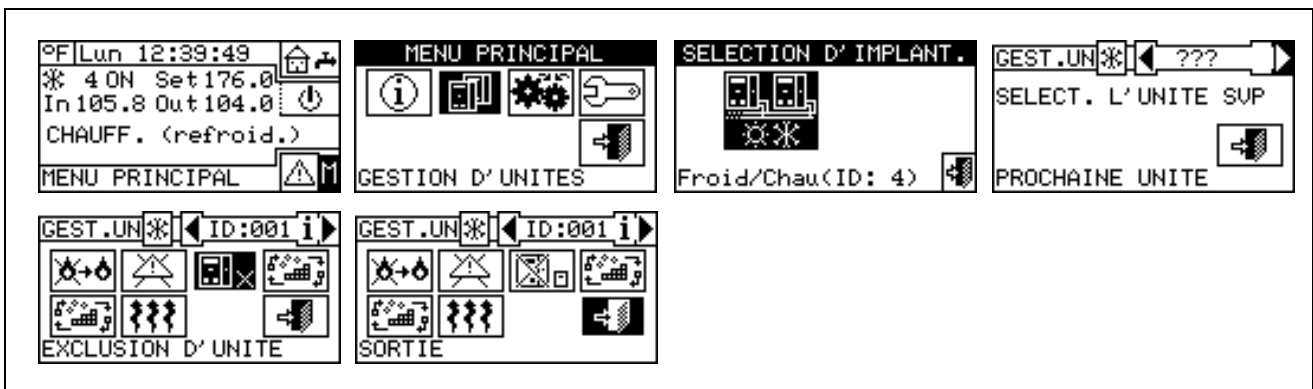 °F Lun 12:39:49
4 ON Set 176.0
In 105.8 Out 104.0
CHAUFF. (refroid.)
MENU PRINCIPAL M
MENU PRINCIPAL
GESTION D'UNITES
SELECTION D'IMPLANT.
Froid/Chau(ID: 4)
GEST.UN ???
SELECT. L'UNITE SVP
PROCHAINE UNITE
GEST.UN ID:001 i
EXCLUSION D'UNITE
GEST.UN ID:001 i
SORTIE